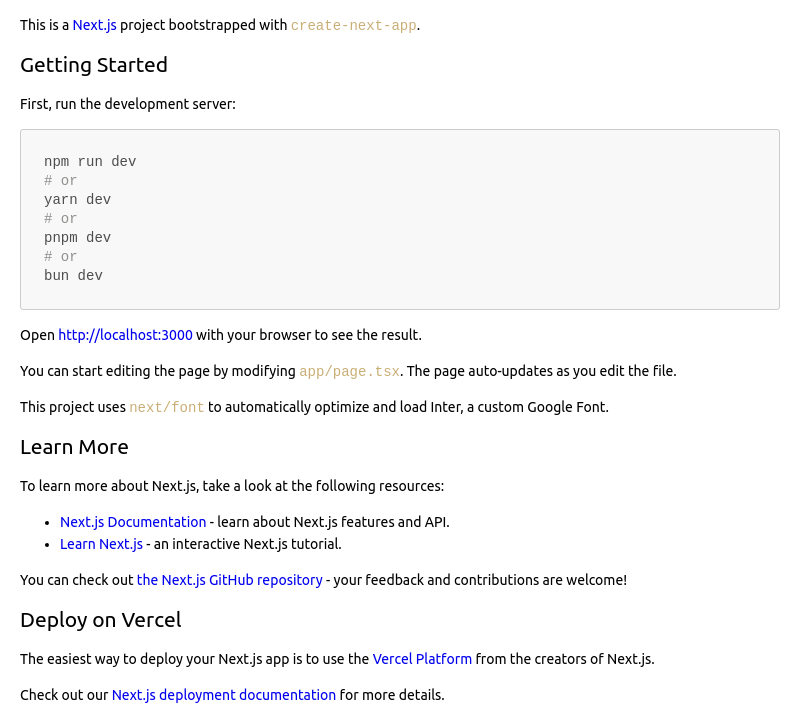 This is a Next.js project bootstrapped with create-next-app.
Getting Started
First, run the development server:
npm run dev
# or
yarn dev
# or
pnpm dev
# or
bun dev
Open http://localhost:3000 with your browser to see the result.
You can start editing the page by modifying app/page.tsx. The page auto-updates as you edit the file.
This project uses next/font to automatically optimize and load Inter, a custom Google Font.
Learn More
To learn more about Next.js, take a look at the following resources:
• Next.js Documentation - learn about Next.js features and API.
• Learn Next.js - an interactive Next.js tutorial.
You can check out the Next.js GitHub repository - your feedback and contributions are welcome!
Deploy on Vercel
The easiest way to deploy your Next.js app is to use the Vercel Platform from the creators of Next.js.
Check out our Next.js deployment documentation for more details.